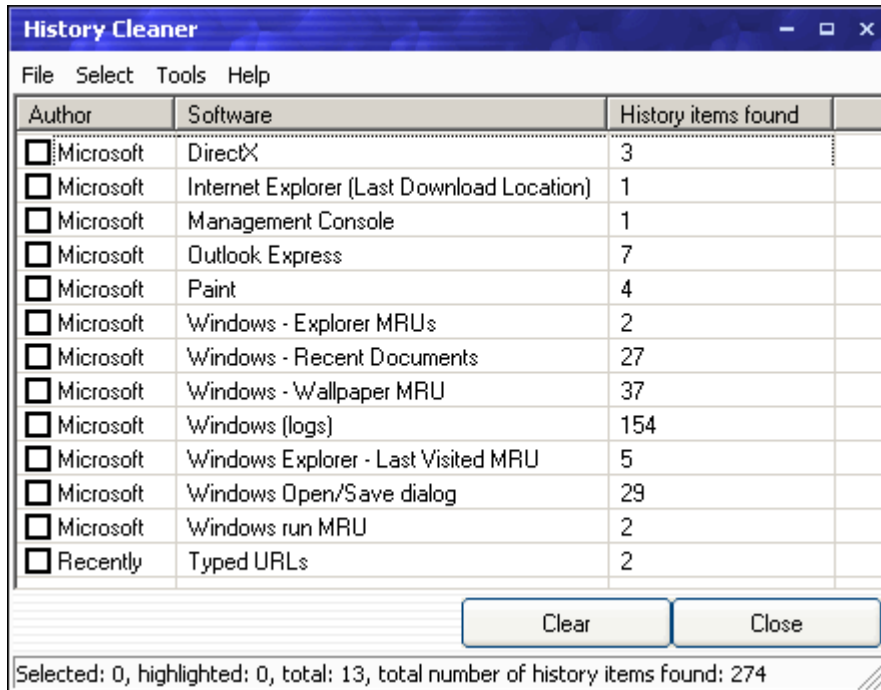 History Cleaner
File Select Tools Help
Author Software History items found
Microsoft DirectX 3
Microsoft Internet Explorer (Last Download Location) 1
Microsoft Management Console 1
Microsoft Outlook Express 7
Microsoft Paint 4
Microsoft Windows - Explorer MRUs 2
Microsoft Windows - Recent Documents 27
Microsoft Windows - Wallpaper MRU 37
Microsoft Windows (logs) 154
Microsoft Windows Explorer - Last Visited MRU 5
Microsoft Windows Open/Save dialog 29
Microsoft Windows run MRU 2
Recently Typed URLs 2
Clear Close
Selected: 0, highlighted: 0, total: 13, total number of history items found: 274